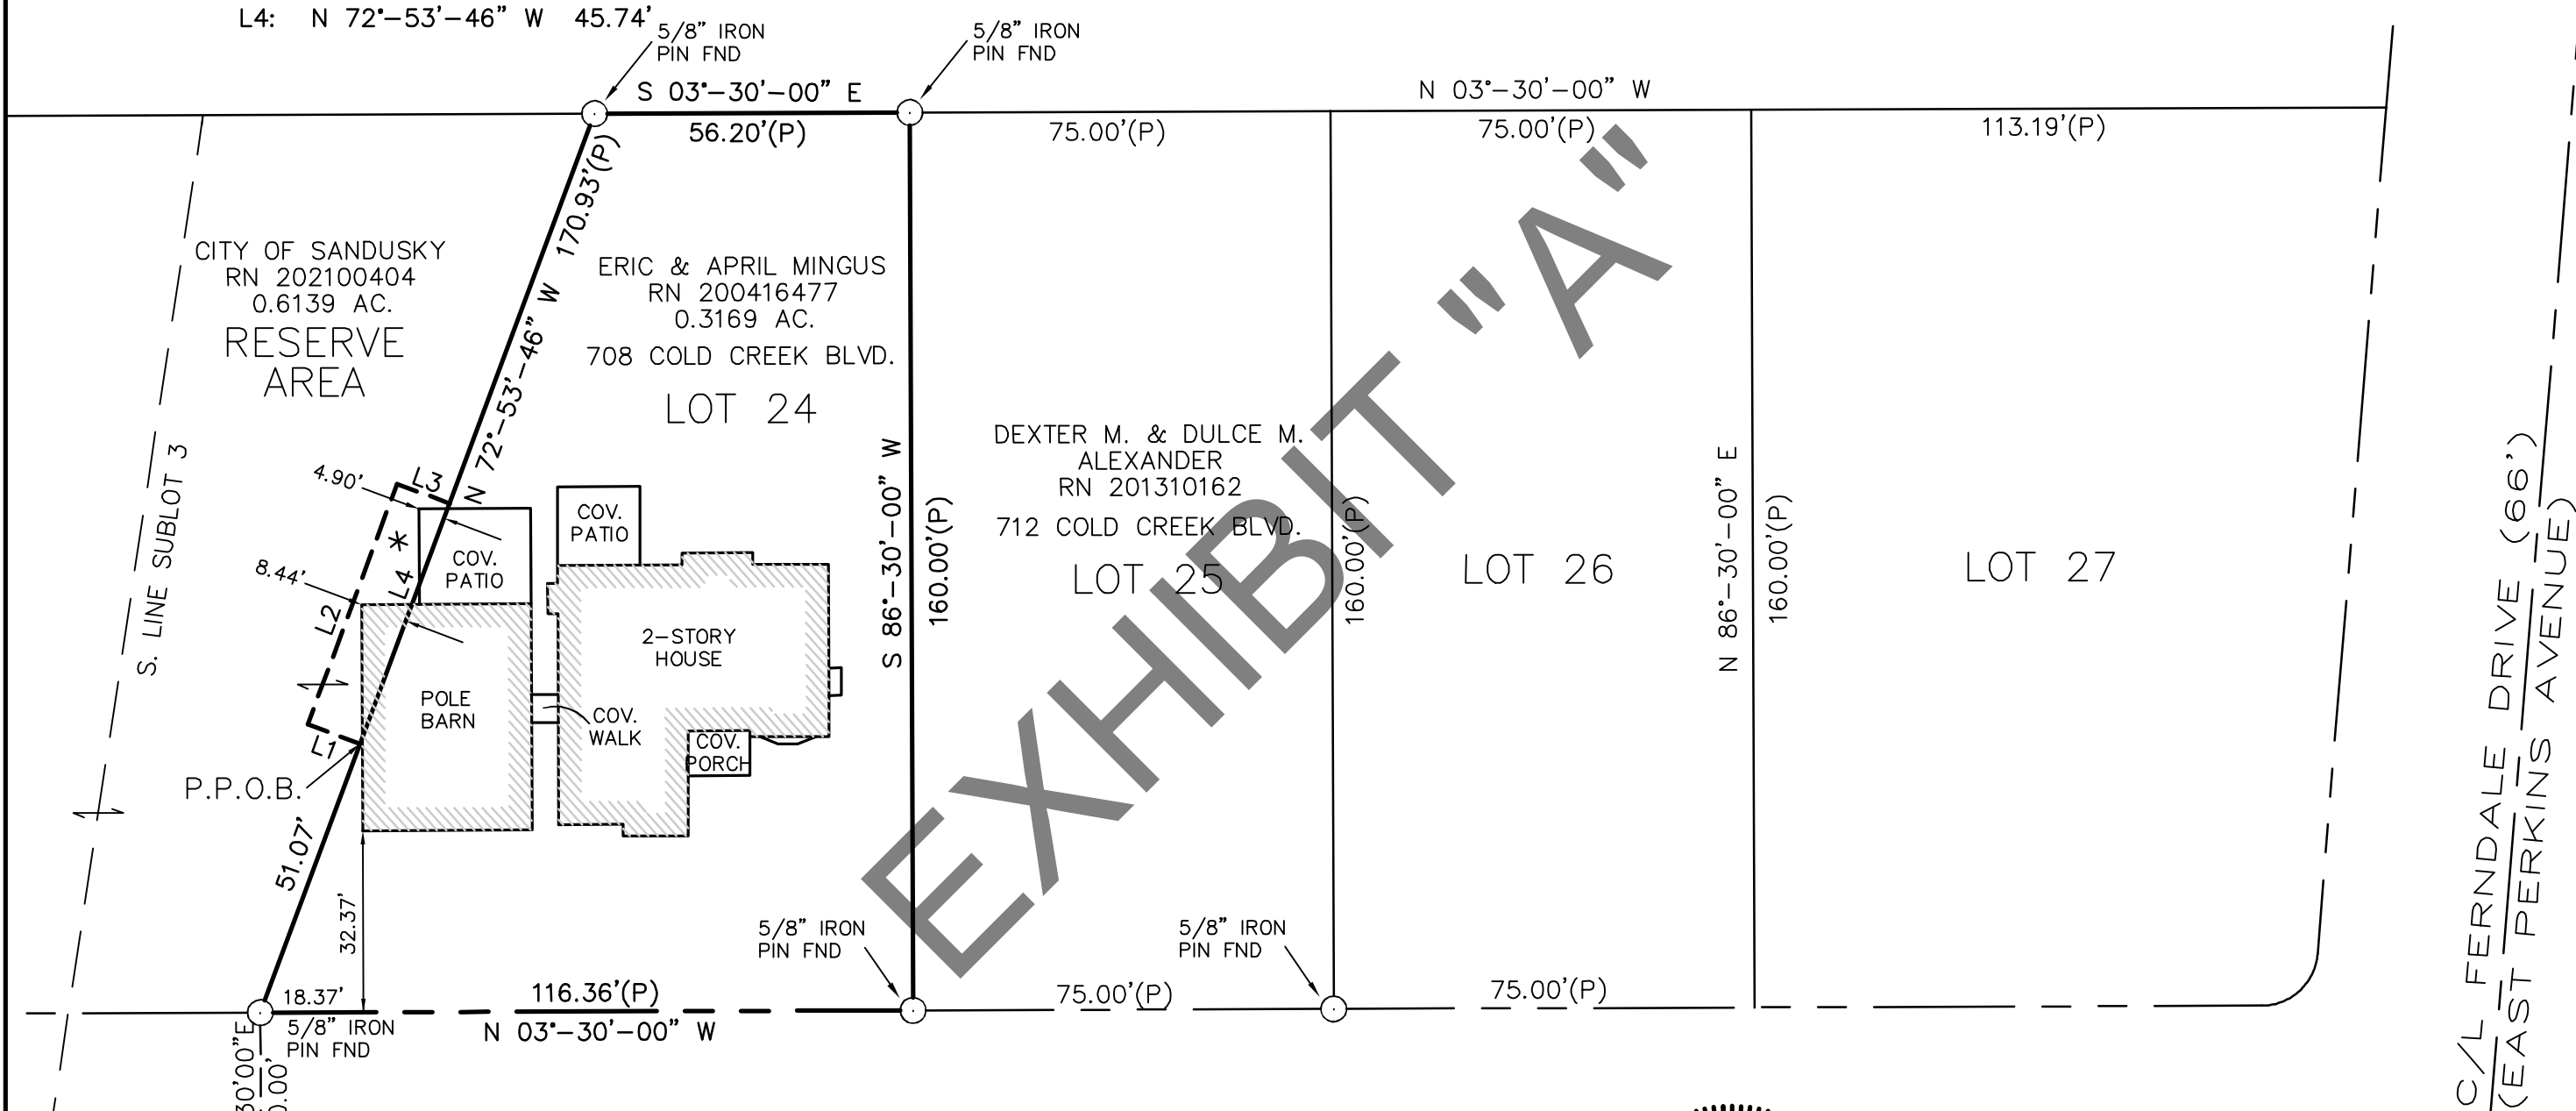 L4: N 72°-53'-46" W 45.74'
5/8" IRON
PIN FND
5/8" IRON
PIN FND
S 03°-30'-00" E
56.20'(P)
N 03°-30'-00" W
75.00'(P)
75.00'(P)
113.19'(P)
N 72°-53'-46" W 170.93'(P)
CITY OF SANDUSKY
RN 202100404
0.6139 AC.
RESERVE
AREA
ERIC & APRIL MINGUS
RN 200416477
0.3169 AC.
708 COLD CREEK BLVD.
LOT 24
S. LINE SUBLOT 3
4.90'
L3
*
8.44'
L4
L2
L1
P.P.O.B.
51.07'
COV.
PATIO
COV.
PATIO
2-STORY
HOUSE
POLE
BARN
COV.
WALK
COV.
PORCH
S 86°-30'-00" W
160.00'(P)
DEXTER M. & DULCE M.
ALEXANDER
RN 201310162
712 COLD CREEK BLVD.
LOT 25
160.00'(P)
LOT 26
N 86°-30'-00" E
160.00'(P)
LOT 27
EXHIBIT "A"
C/L FERNDALE DRIVE (66')
(EAST PERKINS AVENUE)
32.37'
18.37'
5/8" IRON
PIN FND
116.36'(P)
N 03°-30'-00" W
5/8" IRON
PIN FND
75.00'(P)
5/8" IRON
PIN FND
75.00'(P)
30'00"E
0.00'